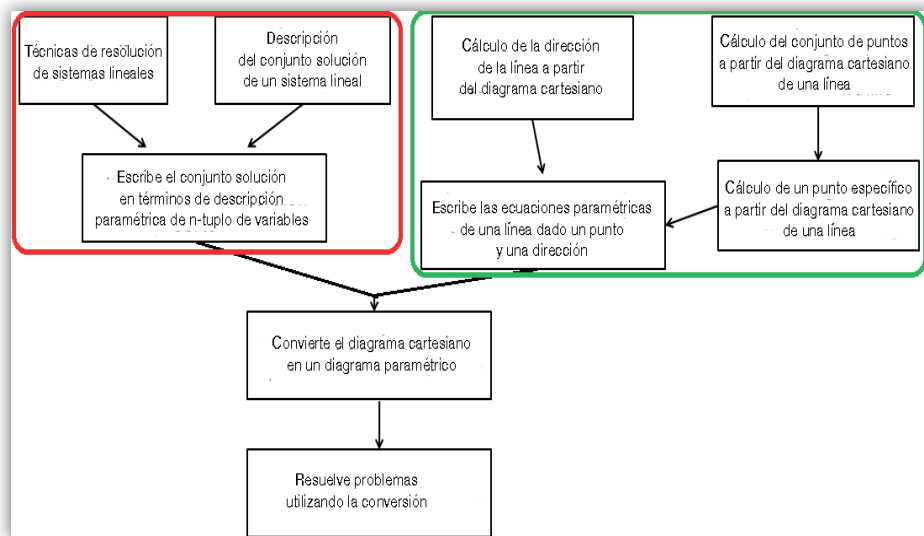 Técnicas de resolución
de sistemas lineales
Descripción
del conjunto solución
de un sistema lineal
Cálculo de la dirección
de la línea a partir
del diagrama cartesiano
Cálculo del conjunto de puntos
a partir del diagrama cartesiano
de una línea
Escribe el conjunto solución
en términos de descripción
paramétrica de n-tuplo de variables
Escribe las ecuaciones paramétricas
de una línea dado un punto
y una dirección
Cálculo de un punto específico
a partir del diagrama cartesiano
de una línea
Convierte el diagrama cartesiano
en un diagrama paramétrico
Resuelve problemas
utilizando la conversión